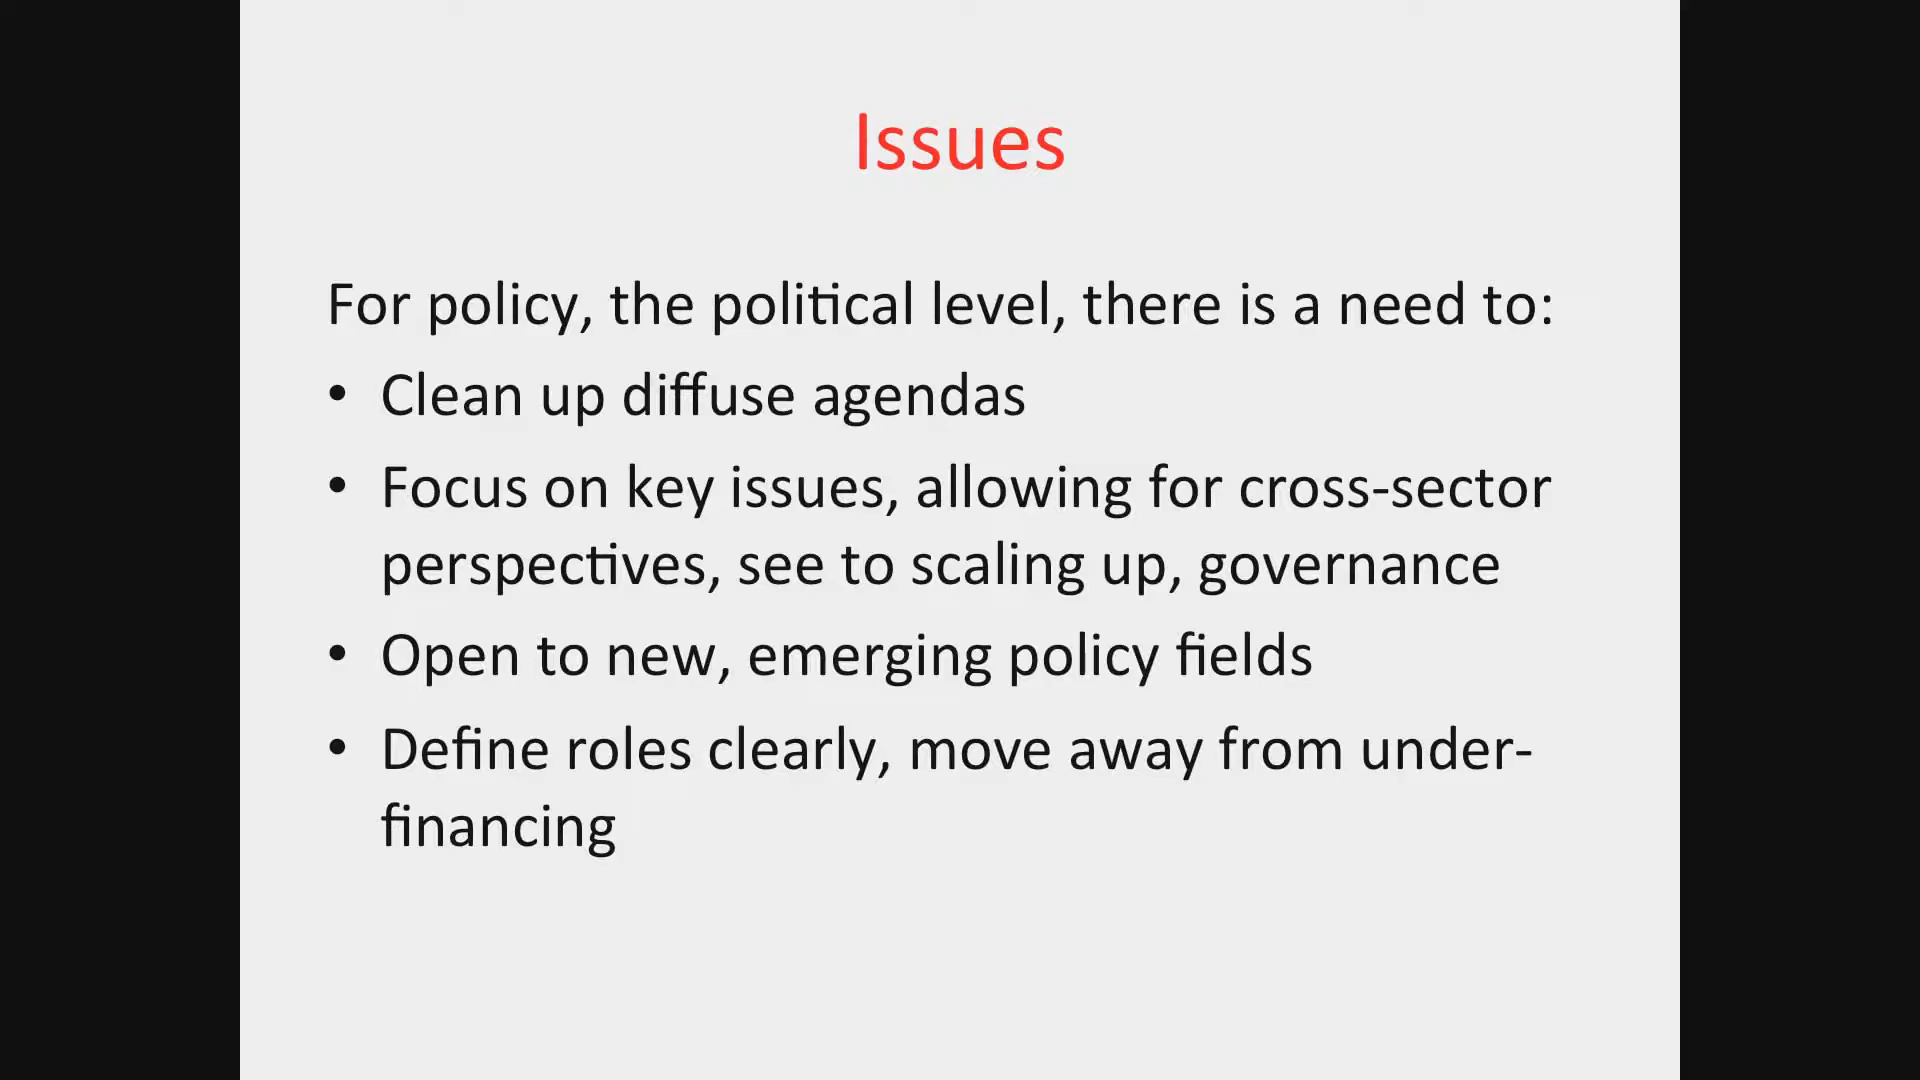 Issues
For policy, the political level, there is a need to:
• Clean up diffuse agendas
• Focus on key issues, allowing for cross-sector
perspectives, see to scaling up, governance
• Open to new, emerging policy fields
• Define roles clearly, move away from under-
financing